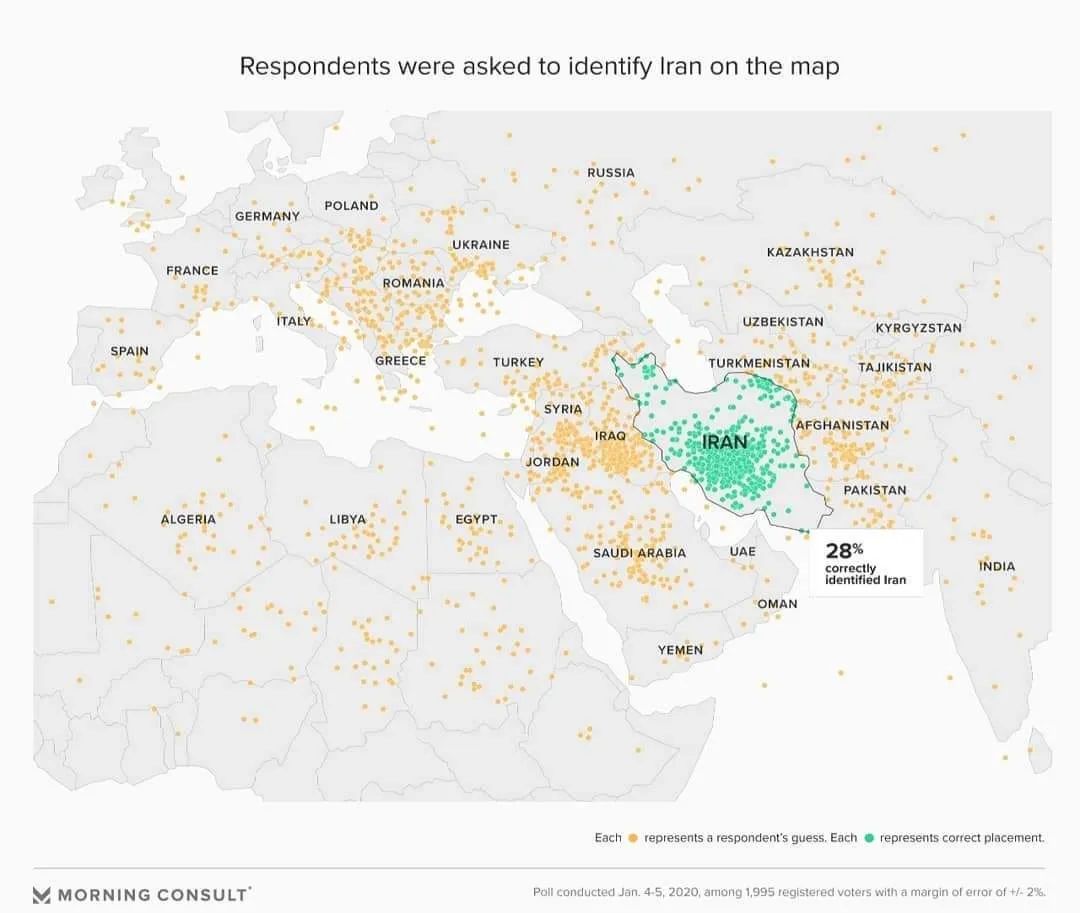 Respondents were asked to identify Iran on the map
RUSSIA
POLAND
GERMANY
UKRAINE
KAZAKHSTAN
FRANCE
ROMANIA
ITALY
UZBEKISTAN
KYRGYZSTAN
SPAIN
GREECE
TURKEY
TURKMENISTAN
TAJIKISTAN
SYRIA
AFGHANISTAN
IRAQ
IRAN
JORDAN
PAKISTAN
ALGERIA
LIBYA
EGYPT
SAUDI ARABIA
UAE
28%
correctly
identified Iran
INDIA
OMAN
YEMEN
Each ● represents a respondent's guess. Each ● represents correct placement.
MORNING CONSULT
Poll conducted Jan. 4-5, 2020, among 1,995 registered voters with a margin of error of +/- 2%.